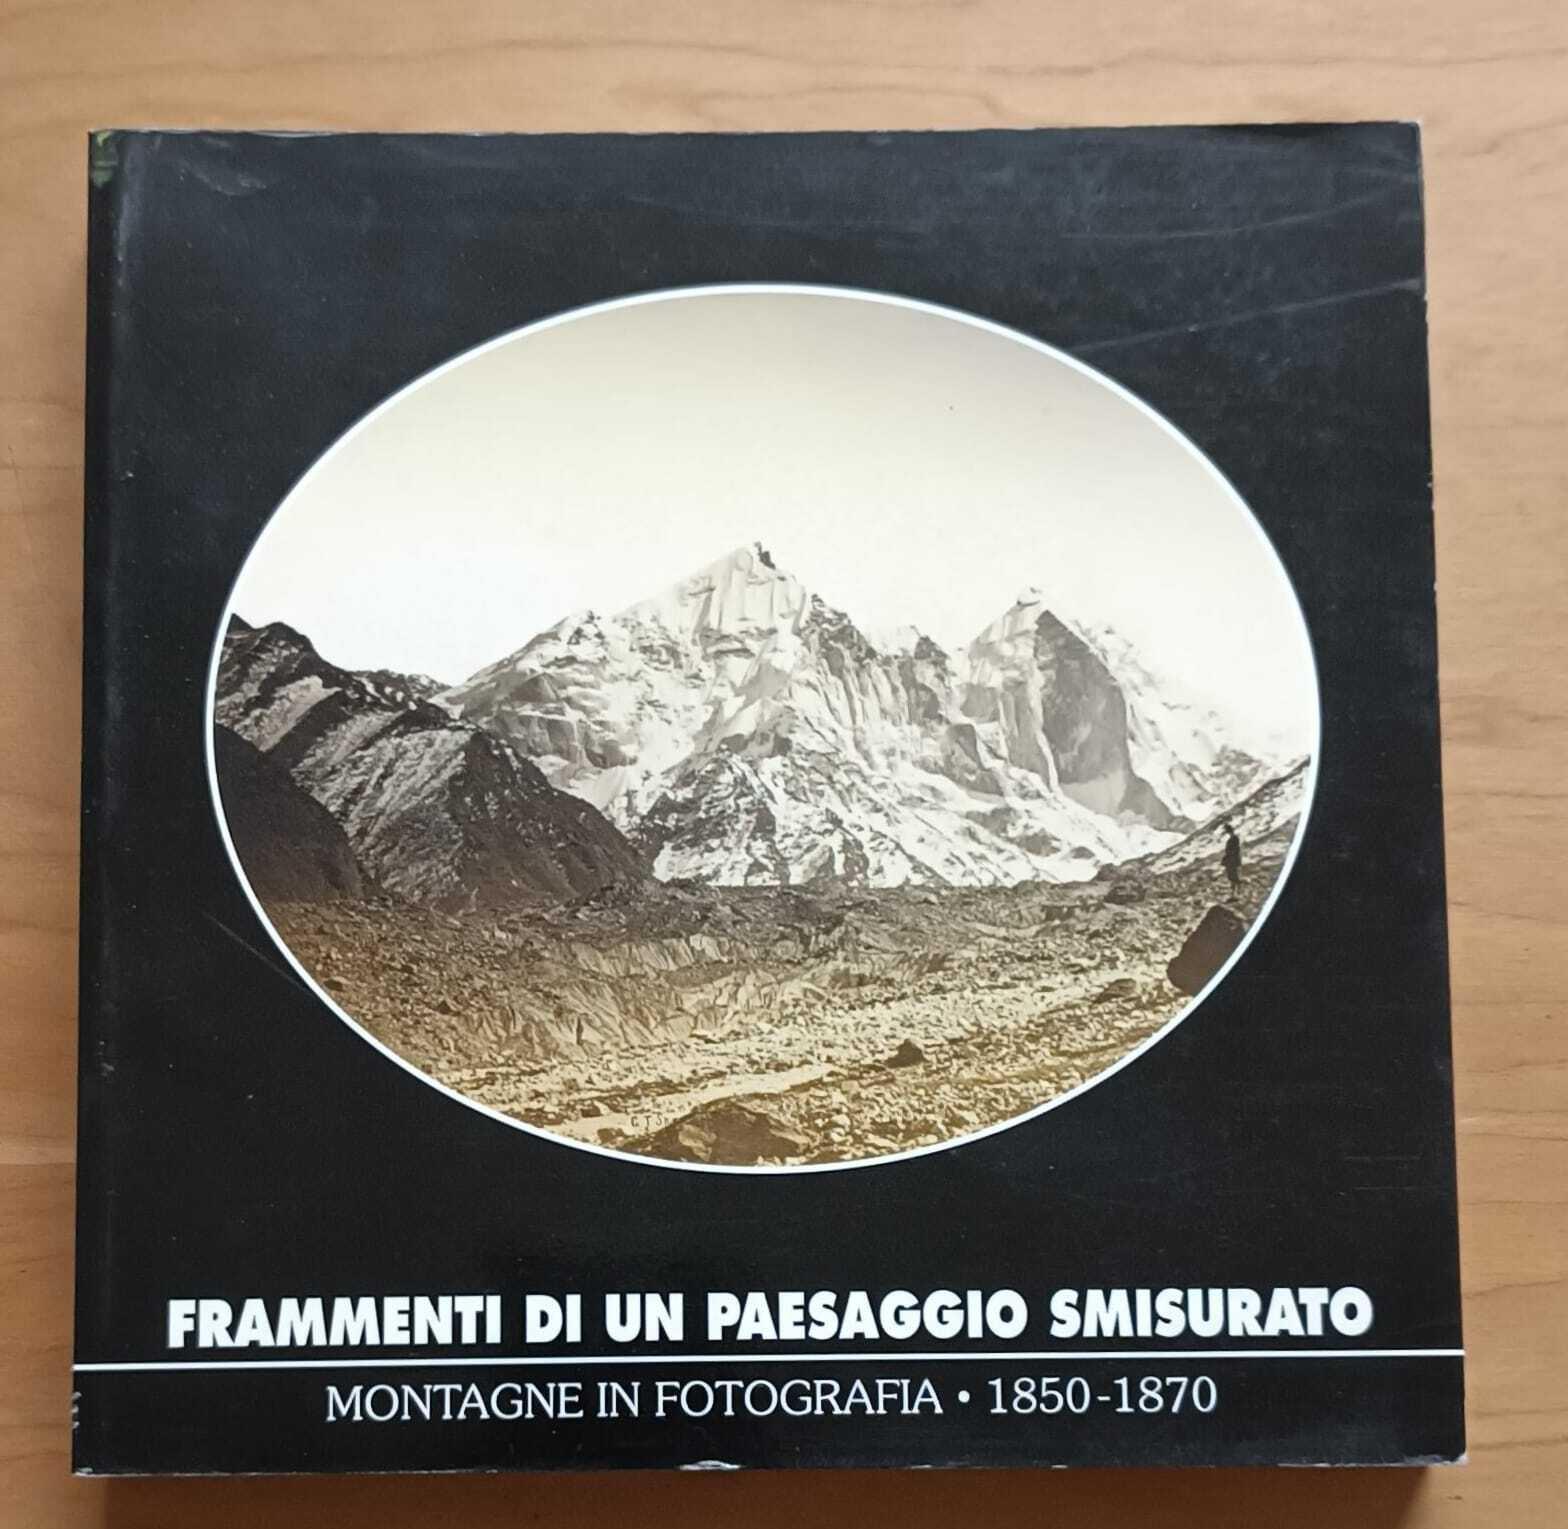 FRAMMENTI DI UN PAESAGGIO SMISURATO
MONTAGNE IN FOTOGRAFIA • 1850-1870